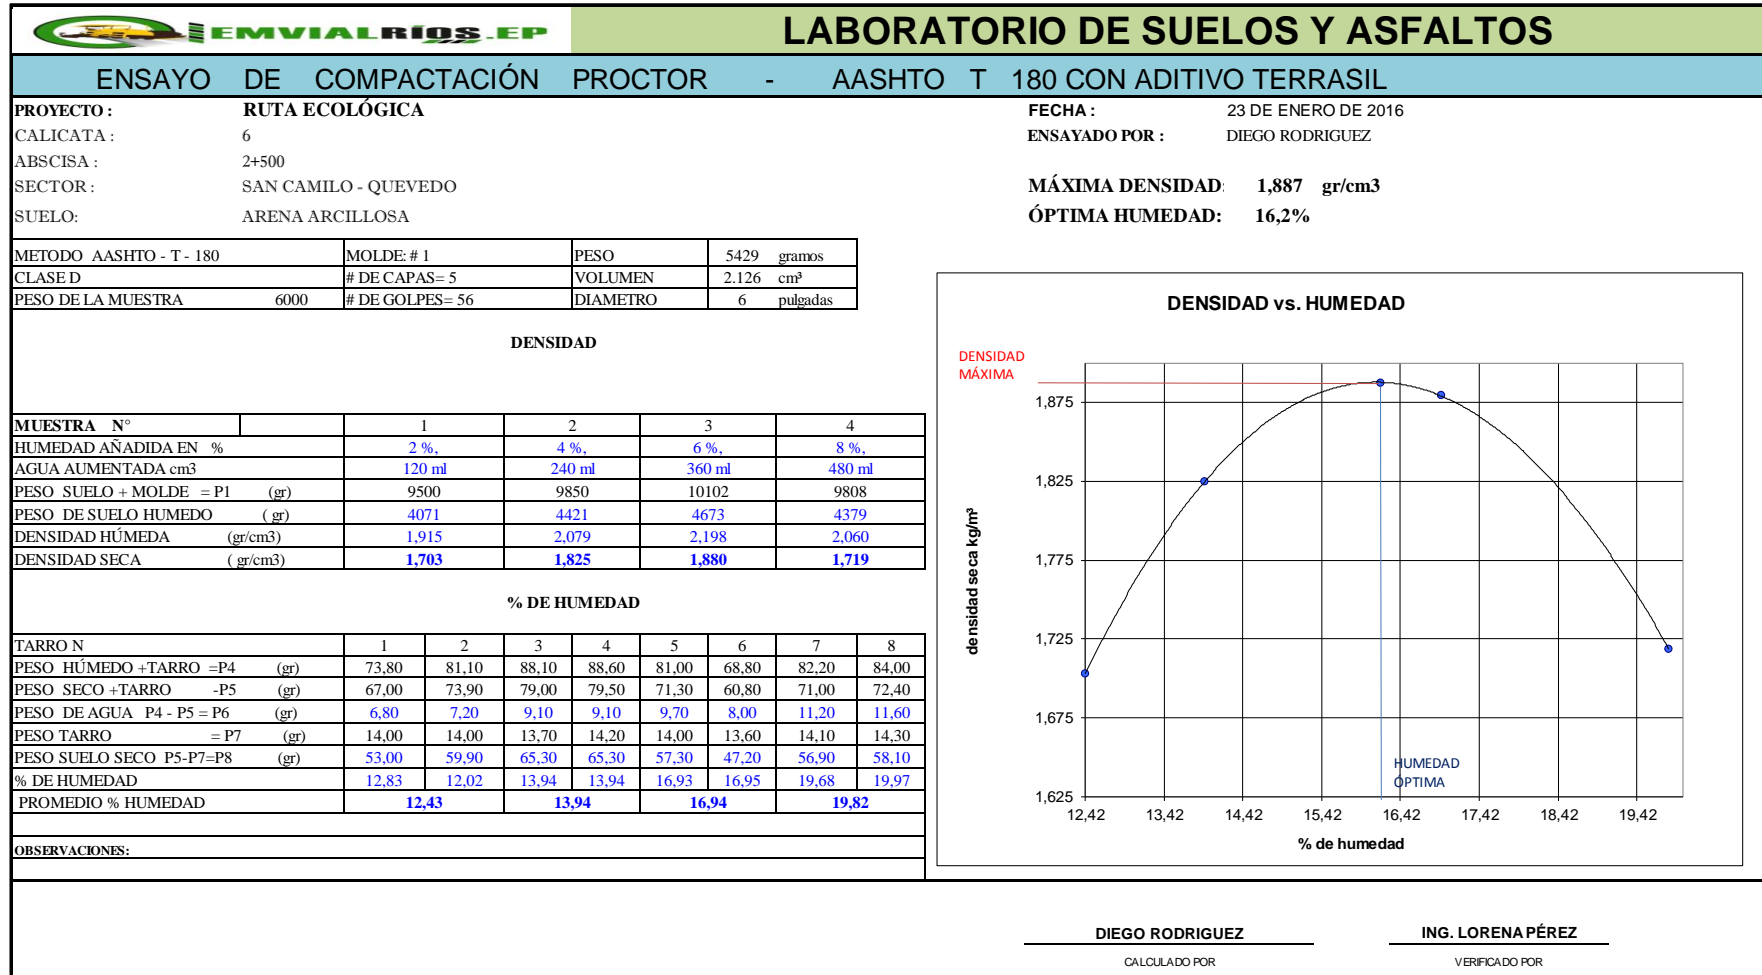 EMVIALRÍOS.EP
LABORATORIO DE SUELOS Y ASFALTOS
ENSAYO DE COMPACTACIÓN PROCTOR - AASHTO T 180 CON ADITIVO TERRASIL
PROYECTO : RUTA ECOLÓGICA
FECHA : 23 DE ENERO DE 2016
CALICATA : 6
ENSAYADO POR : DIEGO RODRIGUEZ
ABSCISA : 2+500
SECTOR : SAN CAMILO - QUEVEDO
MÁXIMA DENSIDAD: 1,887 gr/cm3
SUELO: ARENA ARCILLOSA
ÓPTIMA HUMEDAD: 16,2%
METODO AASHTO - T - 180 MOLDE: # 1 PESO 5429 gramos
CLASE D # DE CAPAS= 5 VOLUMEN 2.126 cm³
PESO DE LA MUESTRA 6000 # DE GOLPES= 56 DIAMETRO 6 pulgadas
DENSIDAD
MUESTRA N° 1 2 3 4
HUMEDAD AÑADIDA EN % 2 %, 4 %, 6 %, 8 %,
AGUA AUMENTADA cm3 120 ml 240 ml 360 ml 480 ml
PESO SUELO + MOLDE = P1 (gr) 9500 9850 10102 9808
PESO DE SUELO HUMEDO ( gr) 4071 4421 4673 4379
DENSIDAD HÚMEDA (gr/cm3) 1,915 2,079 2,198 2,060
DENSIDAD SECA ( gr/cm3) 1,703 1,825 1,880 1,719
% DE HUMEDAD
TARRO N 1 2 3 4 5 6 7 8
PESO HÚMEDO +TARRO =P4 (gr) 73,80 81,10 88,10 88,60 81,00 68,80 82,20 84,00
PESO SECO +TARRO -P5 (gr) 67,00 73,90 79,00 79,50 71,30 60,80 71,00 72,40
PESO DE AGUA P4 - P5 = P6 (gr) 6,80 7,20 9,10 9,10 9,70 8,00 11,20 11,60
PESO TARRO = P7 (gr) 14,00 14,00 13,70 14,20 14,00 13,60 14,10 14,30
PESO SUELO SECO P5-P7=P8 (gr) 53,00 59,90 65,30 65,30 57,30 47,20 56,90 58,10
% DE HUMEDAD 12,83 12,02 13,94 13,94 16,93 16,95 19,68 19,97
PROMEDIO % HUMEDAD 12,43 13,94 16,94 19,82
OBSERVACIONES:
DENSIDAD vs. HUMEDAD
DENSIDAD
MÁXIMA
1,875
1,825
1,775
1,725
1,675
1,625
densidad seca kg/m³
HUMEDAD
ÓPTIMA
12,42 13,42 14,42 15,42 16,42 17,42 18,42 19,42
% de humedad
DIEGO RODRIGUEZ
CALCULADO POR
ING. LORENA PÉREZ
VERIFICADO POR